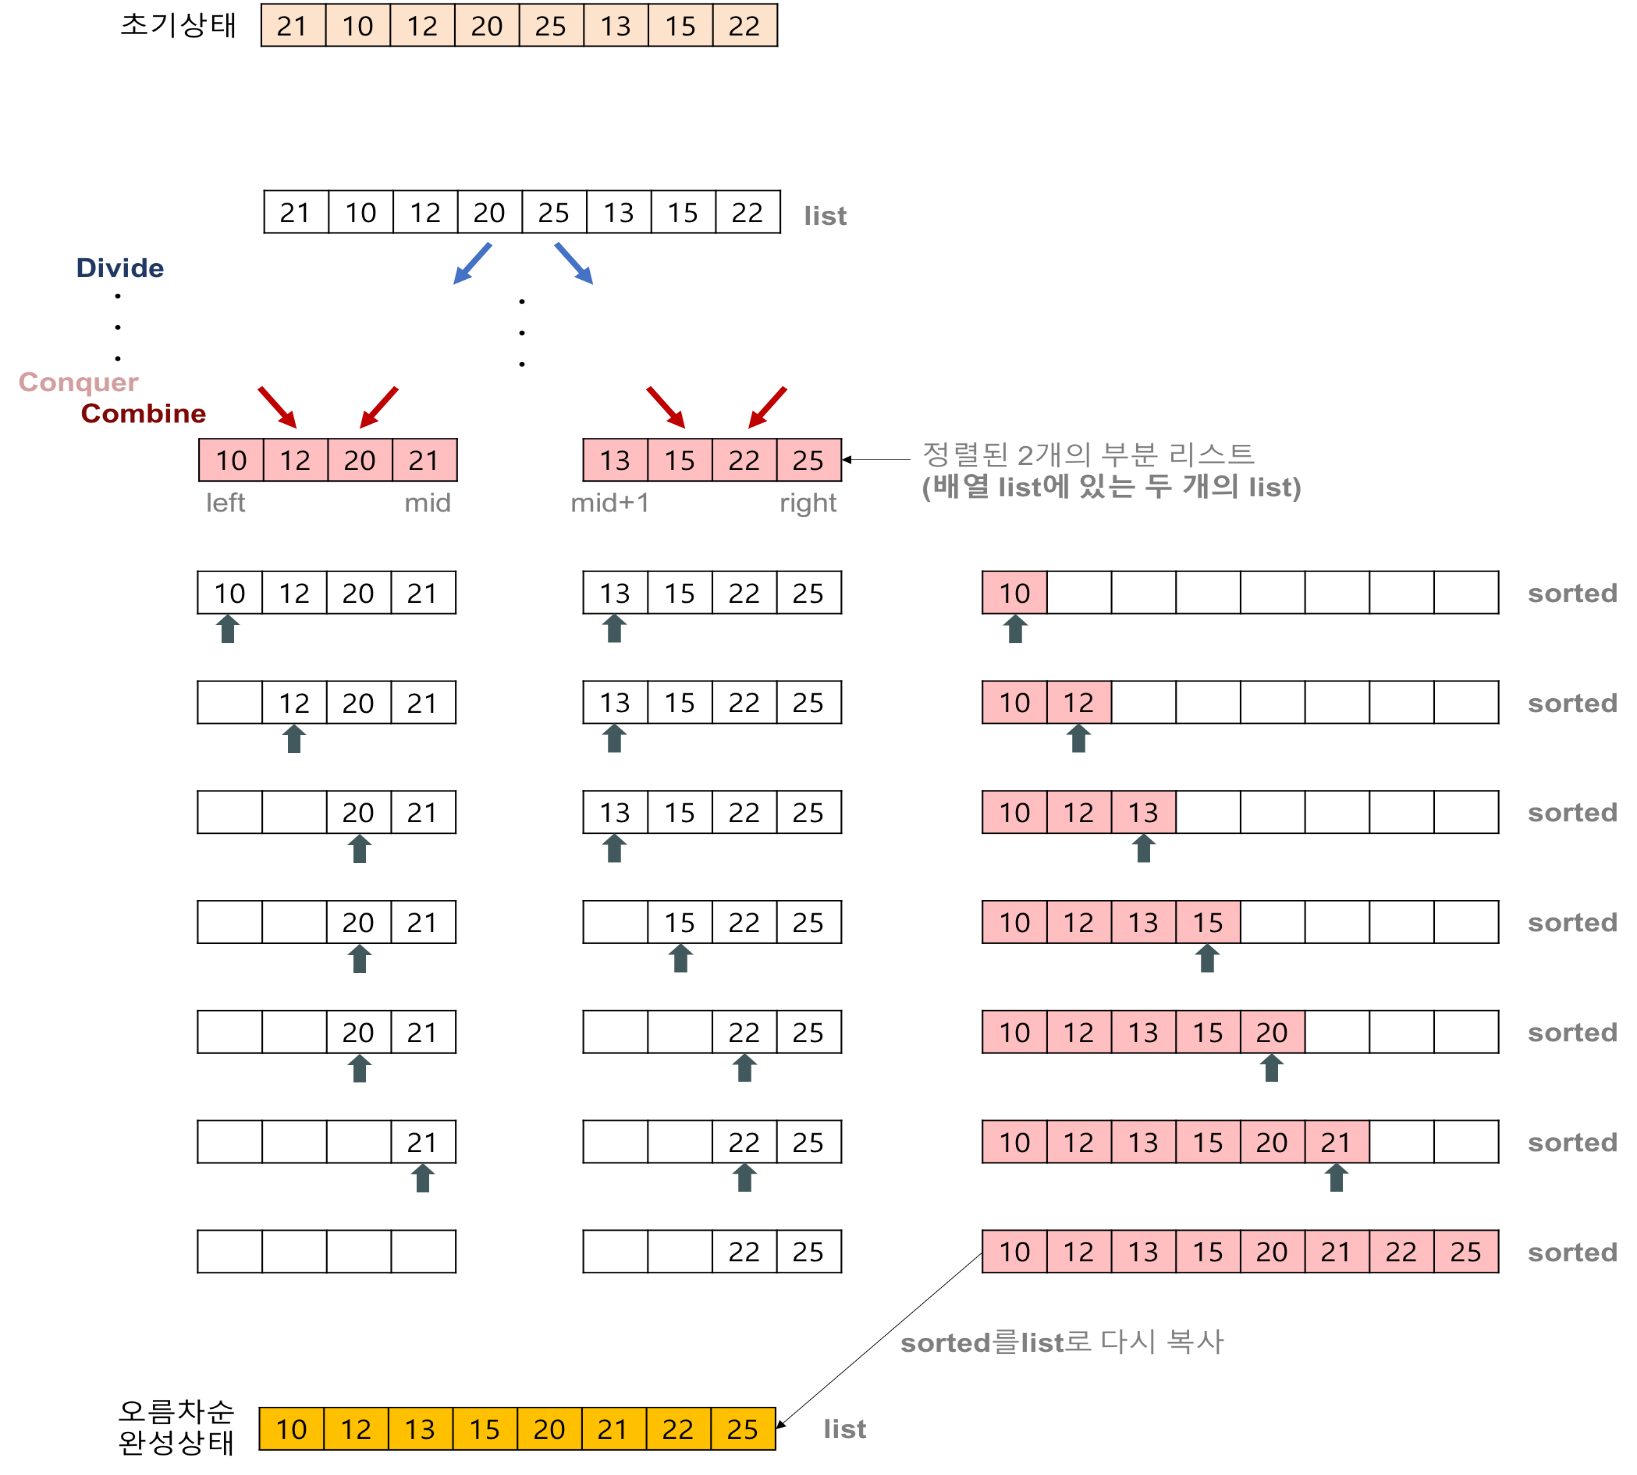 초기상태 21 10 12 20 25 13 15 22
21 10 12 20 25 13 15 22 list
Divide
Conquer
Combine
10 12 20 21 13 15 22 25
left mid mid+1 right
정렬된 2개의 부분 리스트
(배열 list에 있는 두 개의 list)
10 12 20 21 13 15 22 25 10 sorted
12 20 21 13 15 22 25 10 12 sorted
20 21 13 15 22 25 10 12 13 sorted
20 21 15 22 25 10 12 13 15 sorted
20 21 22 25 10 12 13 15 20 sorted
21 22 25 10 12 13 15 20 21 sorted
22 25 10 12 13 15 20 21 22 25 sorted
sorted를list로 다시 복사
오름차순
완성상태
10 12 13 15 20 21 22 25 list